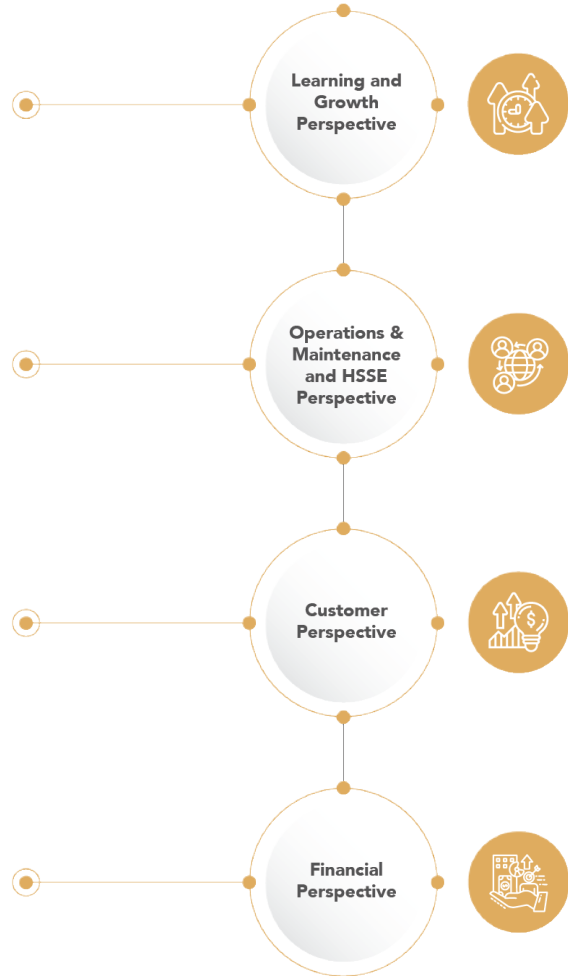 Learning and
Growth
Perspective
Operations &
Maintenance
and HSSE
Perspective
Customer
Perspective
$
Financial
Perspective